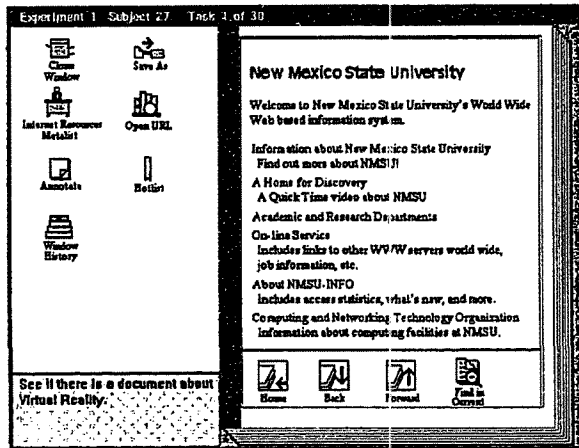 Experiment 1 Subject 27 Task 1 of 30
Clone
Window
Save As
Internet Resources
Metalist
Open URL
Annotate
Hotlist
Window
History
See if there is a document about
Virtual Reality.
New Mexico State University
Welcome to New Mexico State University's World Wide
Web based information system.
Information about New Mexico State University
Find out more about NMSU!
A Home for Discovery
A QuickTime video about NMSU
Academic and Research Departments
On-line Service
Includes links to other WWW servers world wide,
job information, etc.
About NMSU-INFO
Includes access statistics, what's new, and more.
Computing and Networking Technology Organization
Information about computing facilities at NMSU.
Home
Back
Forward
Find in
Current